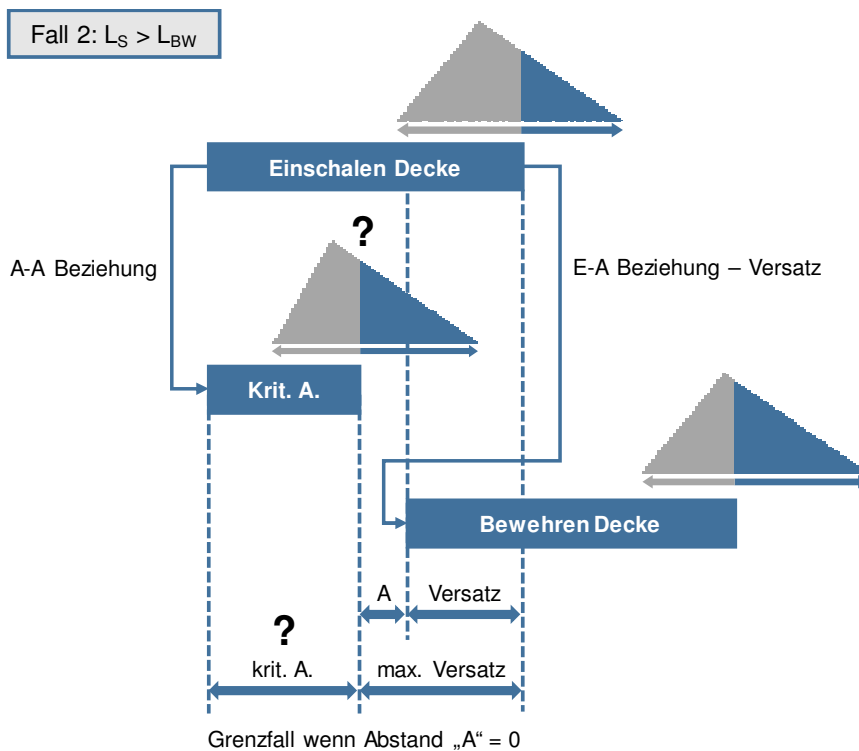 Fall 2: LS > LBW
Einschalen Decke
?
A-A Beziehung
E-A Beziehung – Versatz
Krit. A.
Bewehren Decke
A
Versatz
?
krit. A.
max. Versatz
Grenzfall wenn Abstand „A“ = 0